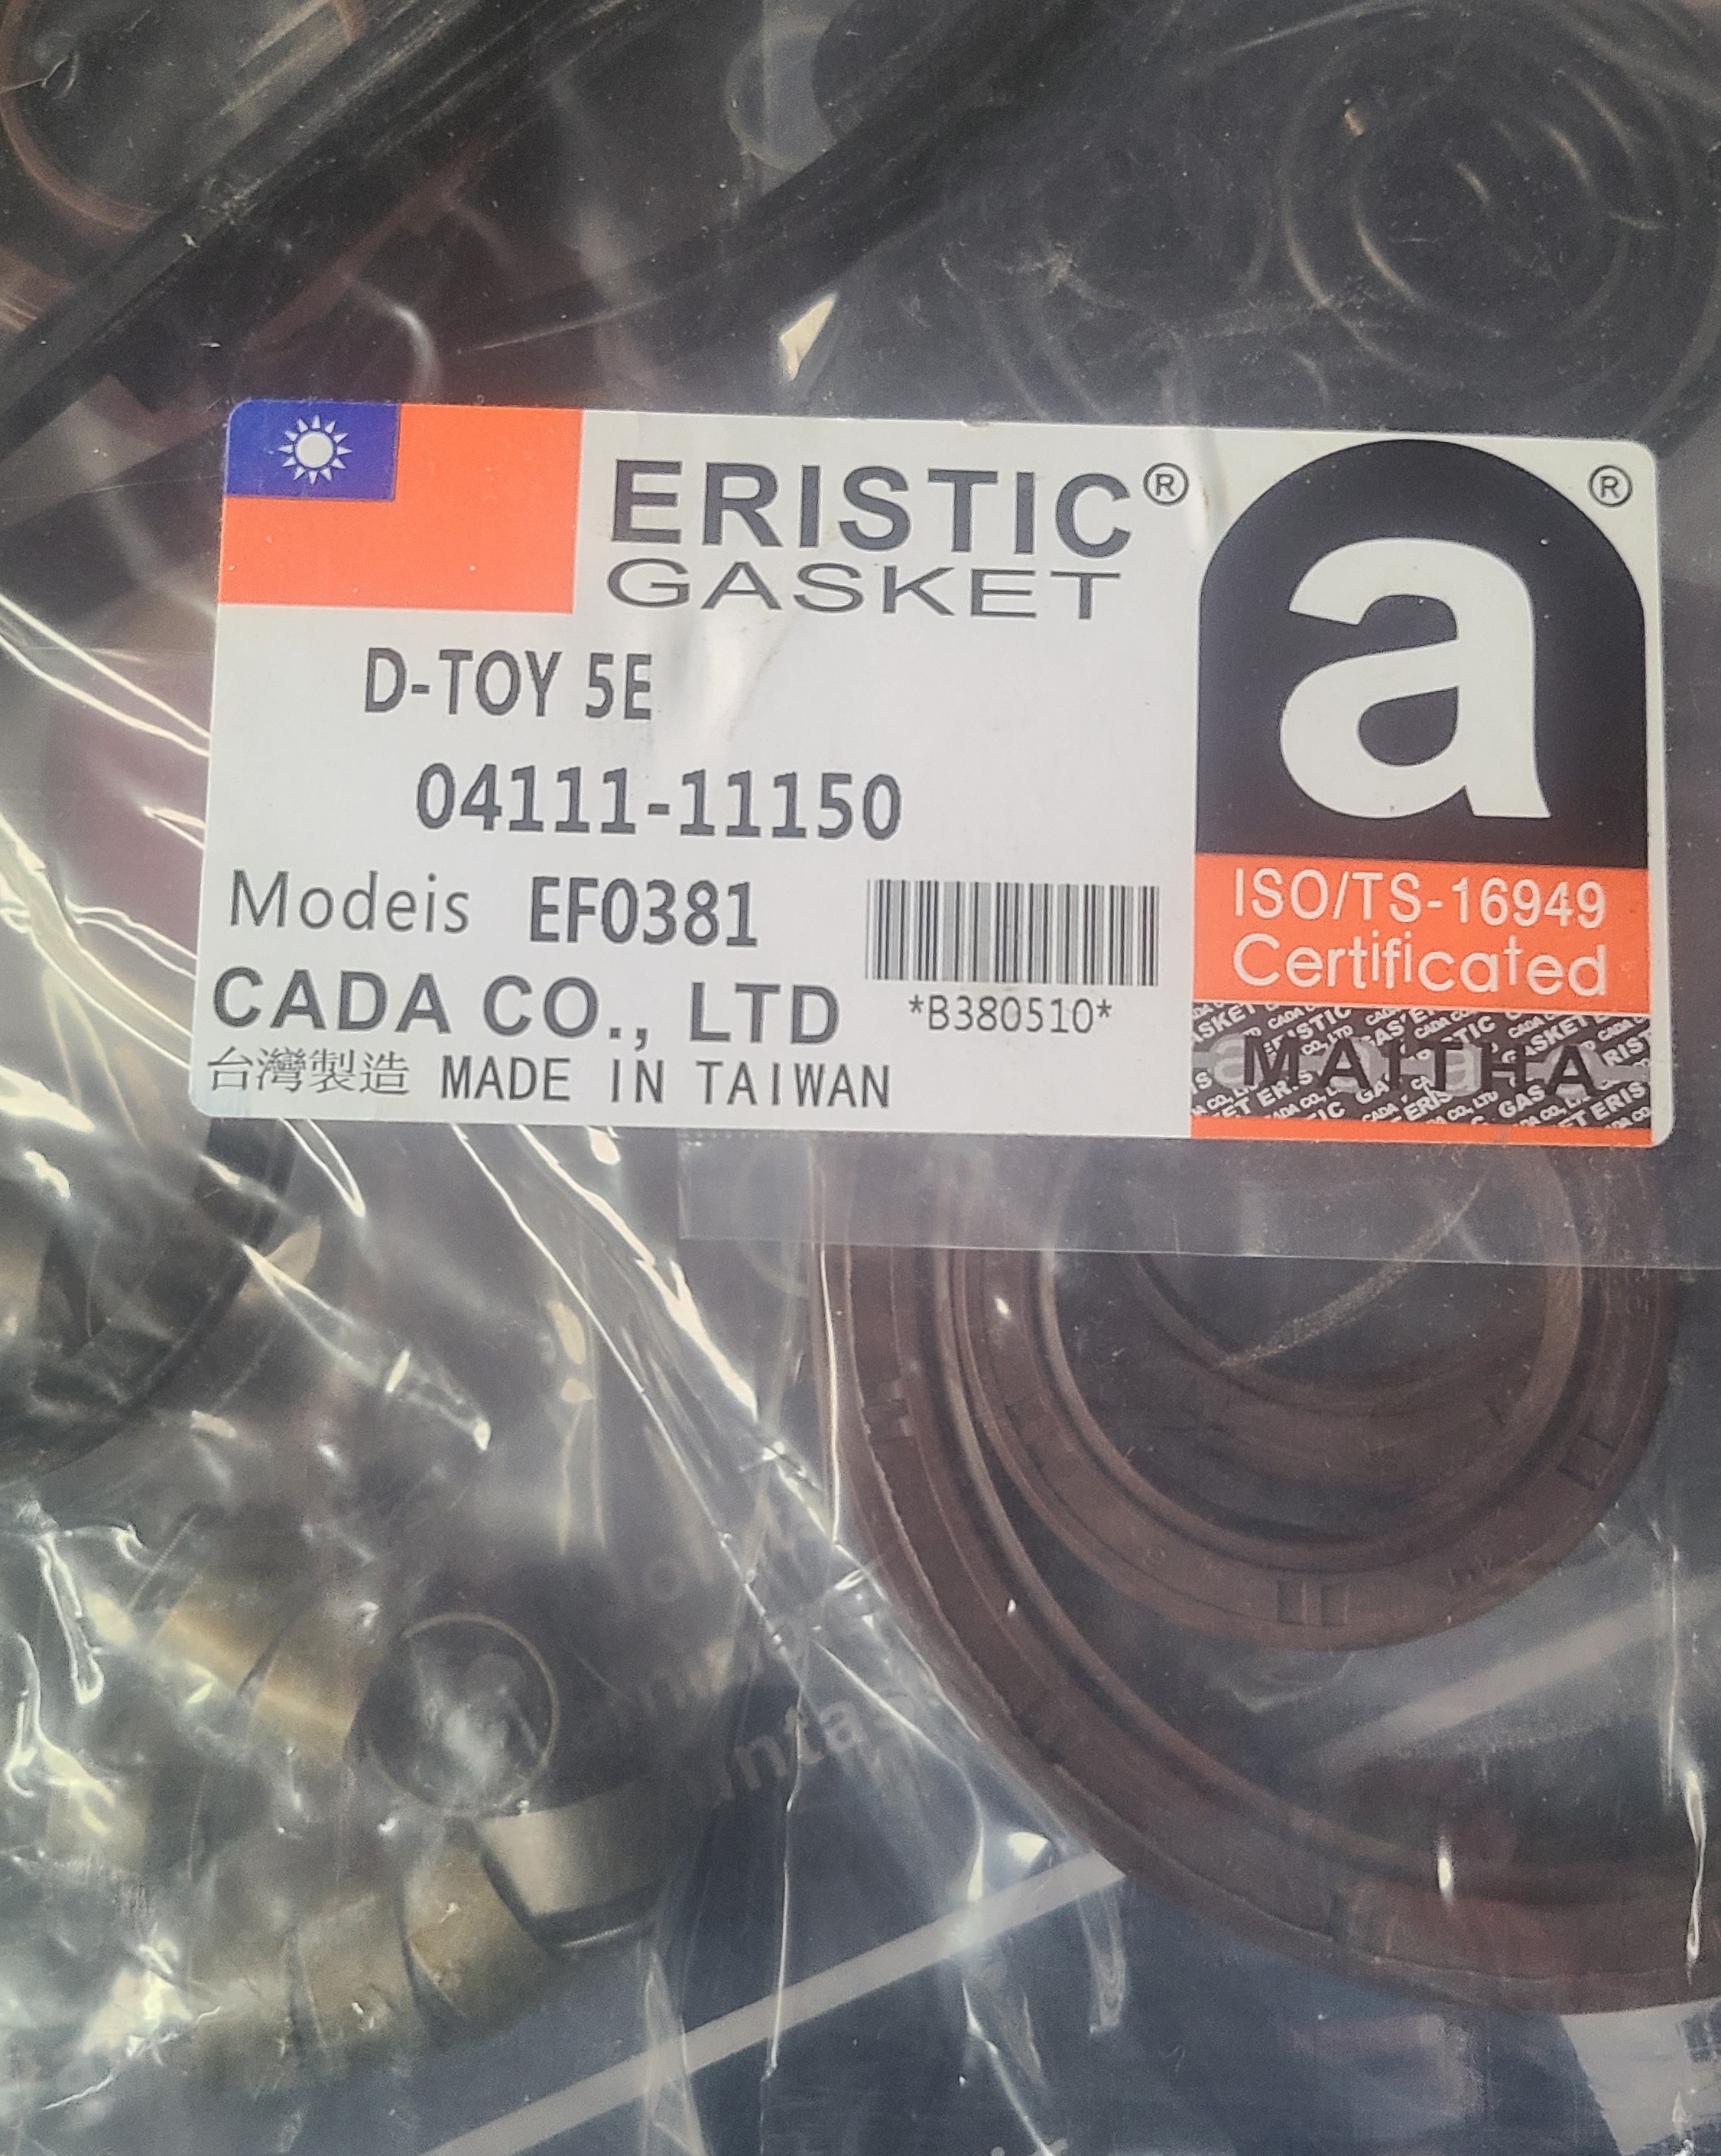 ERISTIC®
GASKET
D-TOY 5E
04111-11150
Modeis EF0381
*B380510*
CADA CO., LTD
台灣製造 MADE IN TAIWAN
a ®
ISO/TS-16949
Certificated
MAITHA